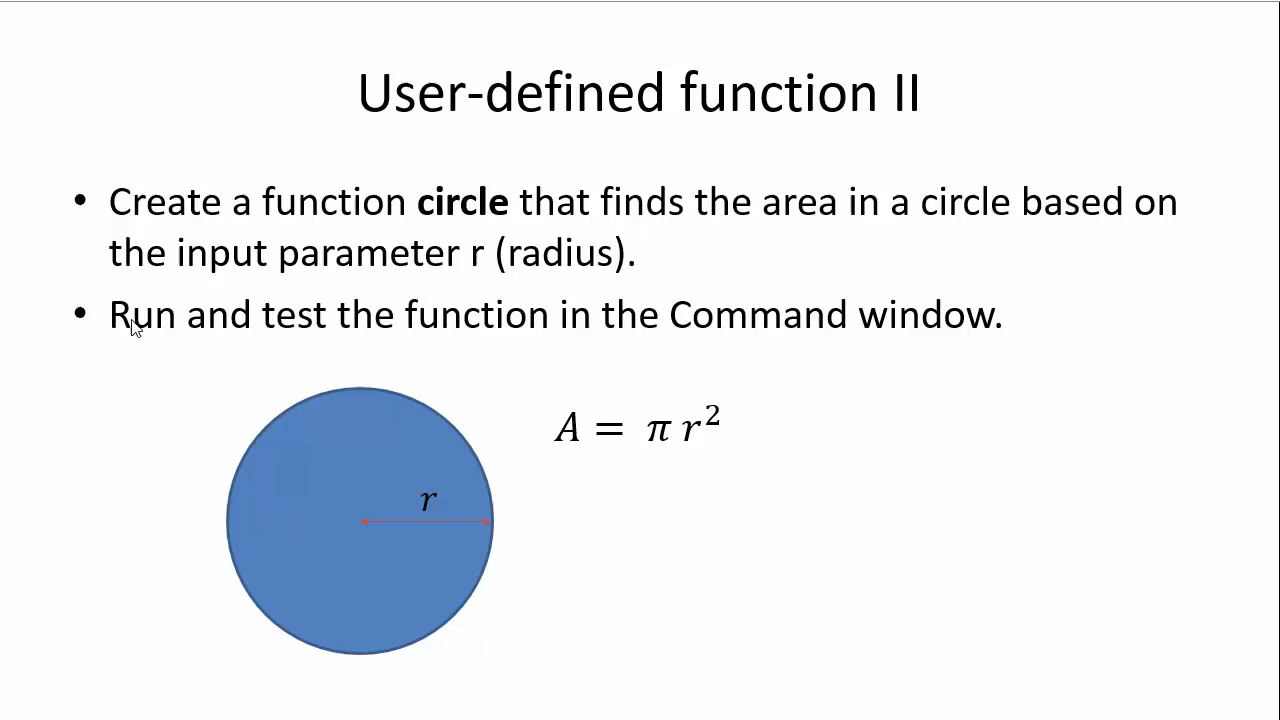 User-defined function II
• Create a function circle that finds the area in a circle based on
the input parameter r (radius).
• Run and test the function in the Command window.
A = π r²
r